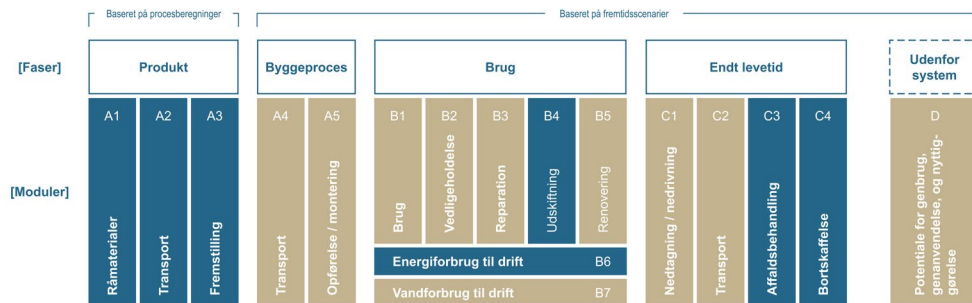 Baseret på procesberegninger
Baseret på fremtidsscenarier
[Faser]
Produkt
Byggeproces
Brug
Endt levetid
Udenfor
system
[Moduler]
A1
Råmaterialer
A2
Transport
A3
Fremstilling
A4
Transport
A5
Opførelse / montering
B1
Brug
B2
Vedligeholdelse
B3
Reparation
B4
Udskiftning
B5
Renovering
Energiforbrug til drift B6
Vandforbrug til drift B7
C1
Nedtagning / nedrivning
C2
Transport
C3
Affaldsbehandling
C4
Bortskaffelse
D
Potentiale for genbrug,
genanvendelse, og nyttig-
gørelse